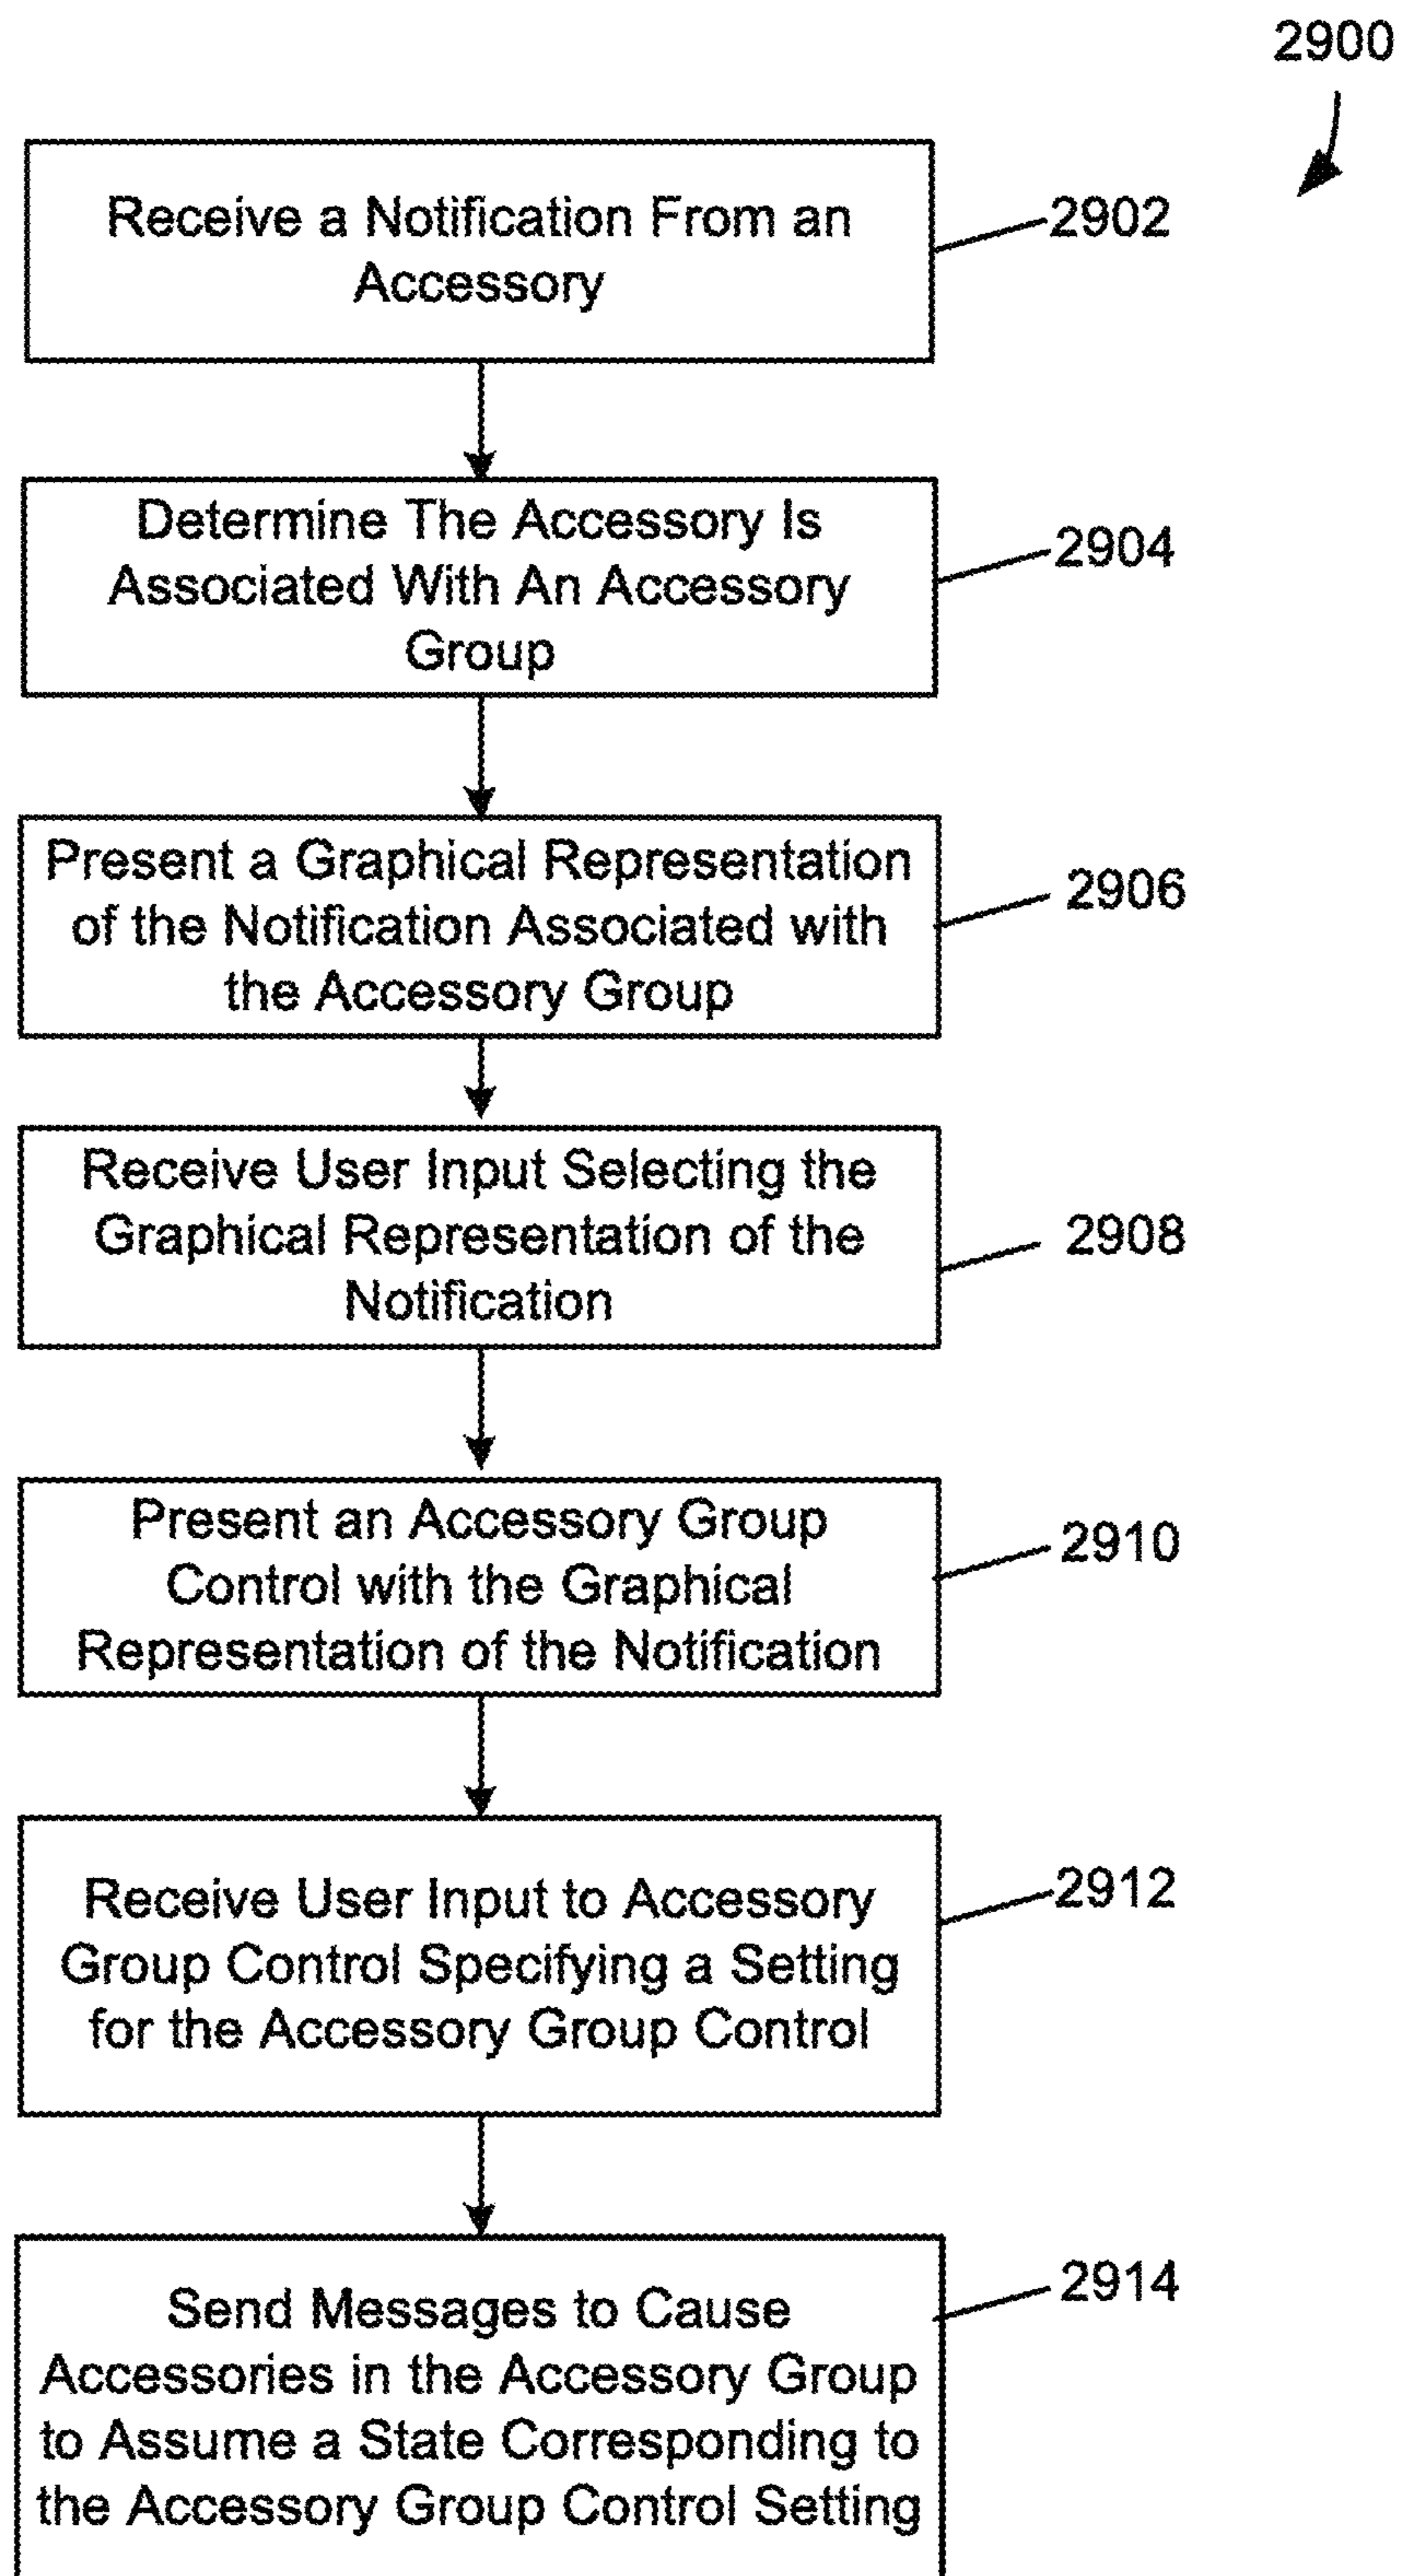 2900
Receive a Notification From an
Accessory
2902
Determine The Accessory Is
Associated With An Accessory
Group
2904
Present a Graphical Representation
of the Notification Associated with
the Accessory Group
2906
Receive User Input Selecting the
Graphical Representation of the
Notification
2908
Present an Accessory Group
Control with the Graphical
Representation of the Notification
2910
Receive User Input to Accessory
Group Control Specifying a Setting
for the Accessory Group Control
2912
Send Messages to Cause
Accessories in the Accessory Group
to Assume a State Corresponding to
the Accessory Group Control Setting
2914